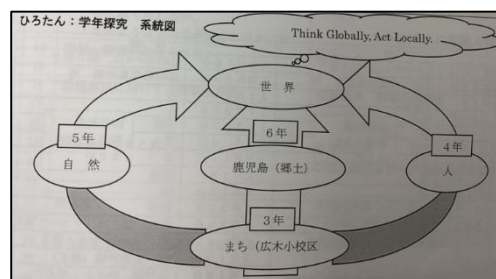 ひろたん：学年探究 系統図
Think Globally, Act Locally.
世界
5年
6年
4年
自 然
鹿児島（郷土）
人
3年
まち（広木小校区